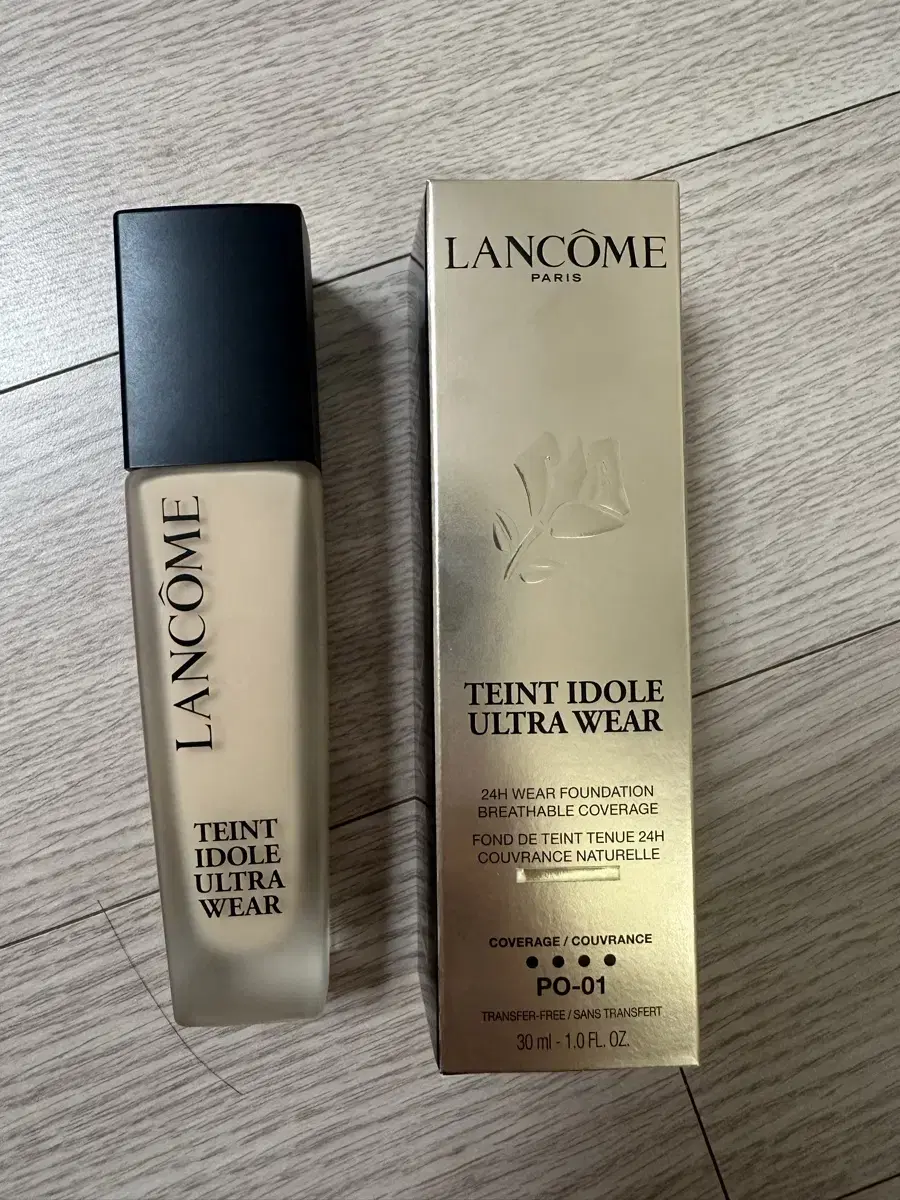 LANCÔME
TEINT
IDOLE
ULTRA
WEAR
LANCÔME
PARIS
TEINT IDOLE
ULTRA WEAR
24H WEAR FOUNDATION
BREATHABLE COVERAGE
FOND DE TEINT TENUE 24H
COUVRANCE NATURELLE
COVERAGE / COUVRANCE
PO-01
TRANSFER-FREE / SANS TRANSFERT
30 ml - 1.0 FL. OZ.